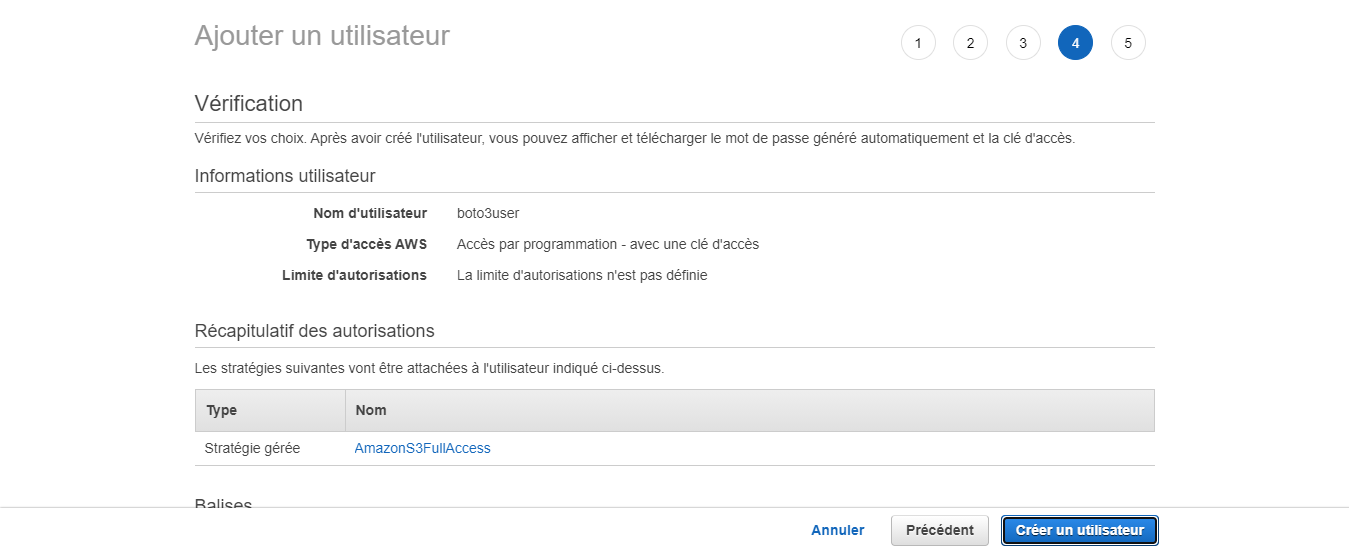 Ajouter un utilisateur
1 2 3 4 5
Vérification
Vérifiez vos choix. Après avoir créé l'utilisateur, vous pouvez afficher et télécharger le mot de passe généré automatiquement et la clé d'accès.
Informations utilisateur
Nom d'utilisateur boto3user
Type d'accès AWS Accès par programmation - avec une clé d'accès
Limite d'autorisations La limite d'autorisations n'est pas définie
Récapitulatif des autorisations
Les stratégies suivantes vont être attachées à l'utilisateur indiqué ci-dessus.
Type Nom
Stratégie gérée AmazonS3FullAccess
Balises
Annuler Précédent Créer un utilisateur